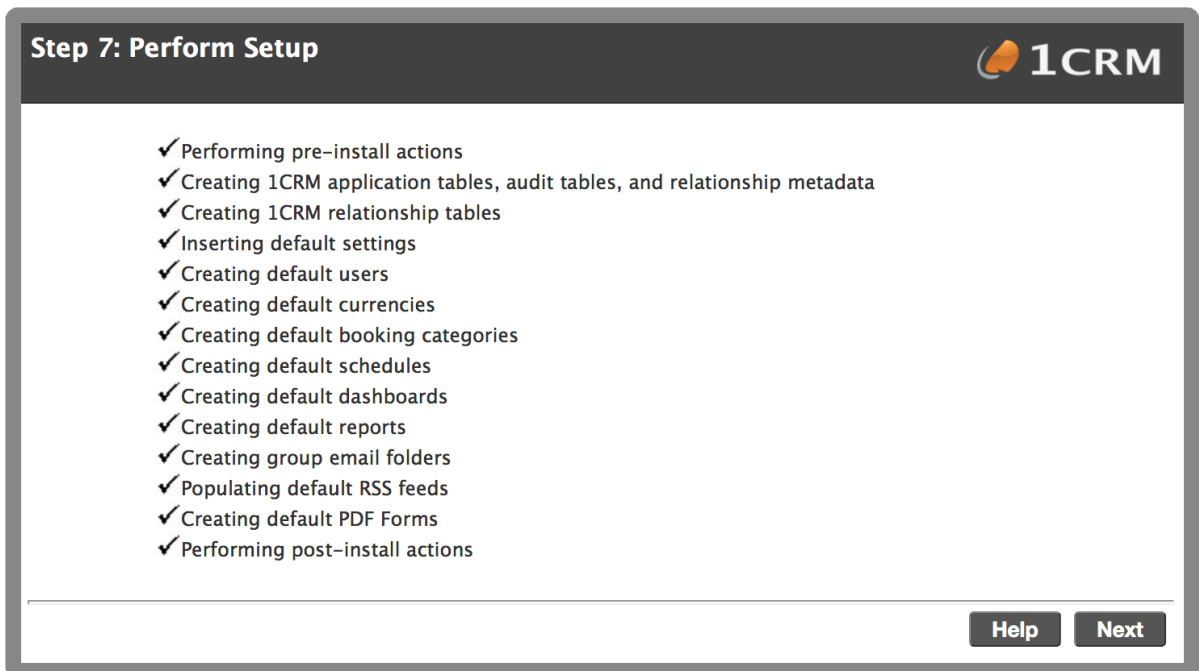 Step 7: Perform Setup
1CRM
Performing pre-install actions
Creating 1CRM application tables, audit tables, and relationship metadata
Creating 1CRM relationship tables
Inserting default settings
Creating default users
Creating default currencies
Creating default booking categories
Creating default schedules
Creating default dashboards
Creating default reports
Creating group email folders
Populating default RSS feeds
Creating default PDF Forms
Performing post-install actions
Help
Next